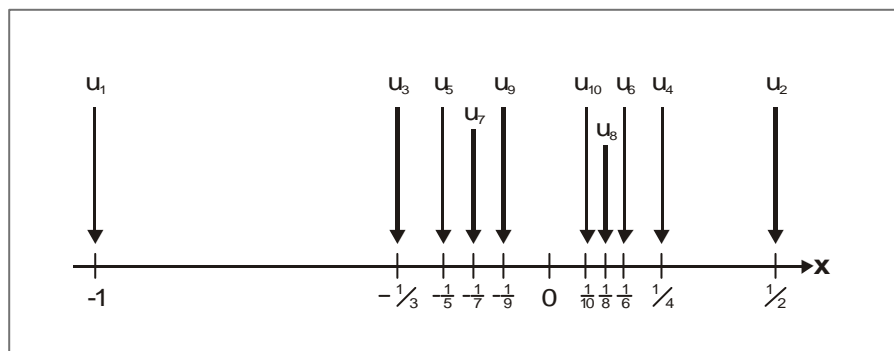 u₁ u₃ u₅ u₉ u₁₀ u₆ u₄ u₂
u₇ u₈
x
-1 -1/3 -1/5 -1/7 -1/9 0 1/10 1/8 1/6 1/4 1/2